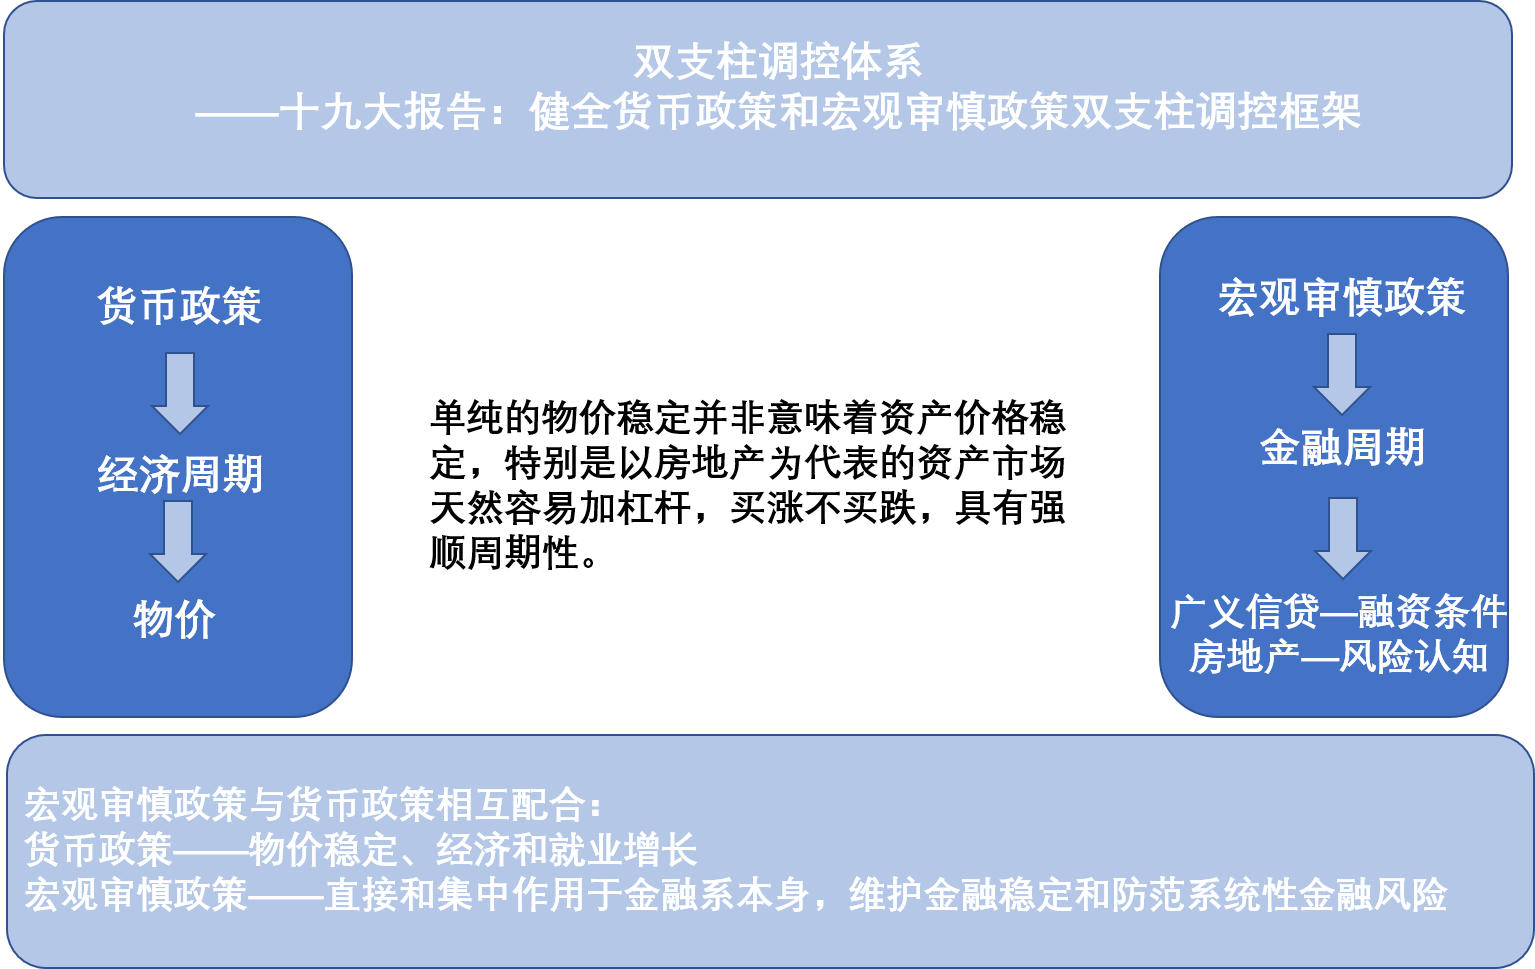 双支柱调控体系
——十九大报告：健全货币政策和宏观审慎政策双支柱调控框架
货币政策
经济周期
物价
单纯的物价稳定并非意味着资产价格稳
定，特别是以房地产为代表的资产市场
天然容易加杠杆，买涨不买跌，具有强
顺周期性。
宏观审慎政策
金融周期
广义信贷—融资条件
房地产—风险认知
宏观审慎政策与货币政策相互配合：
货币政策——物价稳定、经济和就业增长
宏观审慎政策——直接和集中作用于金融系本身，维护金融稳定和防范系统性金融风险